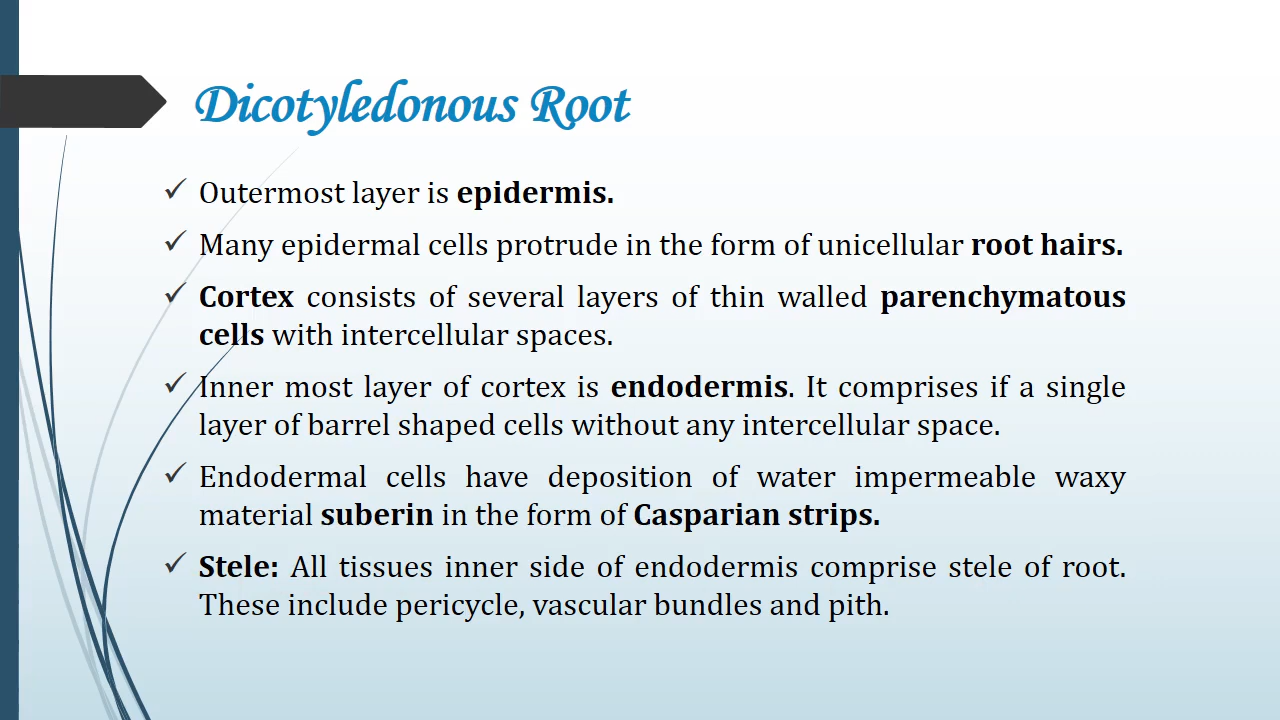 Dicotyledonous Root
✓ Outermost layer is epidermis.
✓ Many epidermal cells protrude in the form of unicellular root hairs.
✓ Cortex consists of several layers of thin walled parenchymatous
cells with intercellular spaces.
✓ Inner most layer of cortex is endodermis. It comprises if a single
layer of barrel shaped cells without any intercellular space.
✓ Endodermal cells have deposition of water impermeable waxy
material suberin in the form of Casparian strips.
✓ Stele: All tissues inner side of endodermis comprise stele of root.
These include pericycle, vascular bundles and pith.